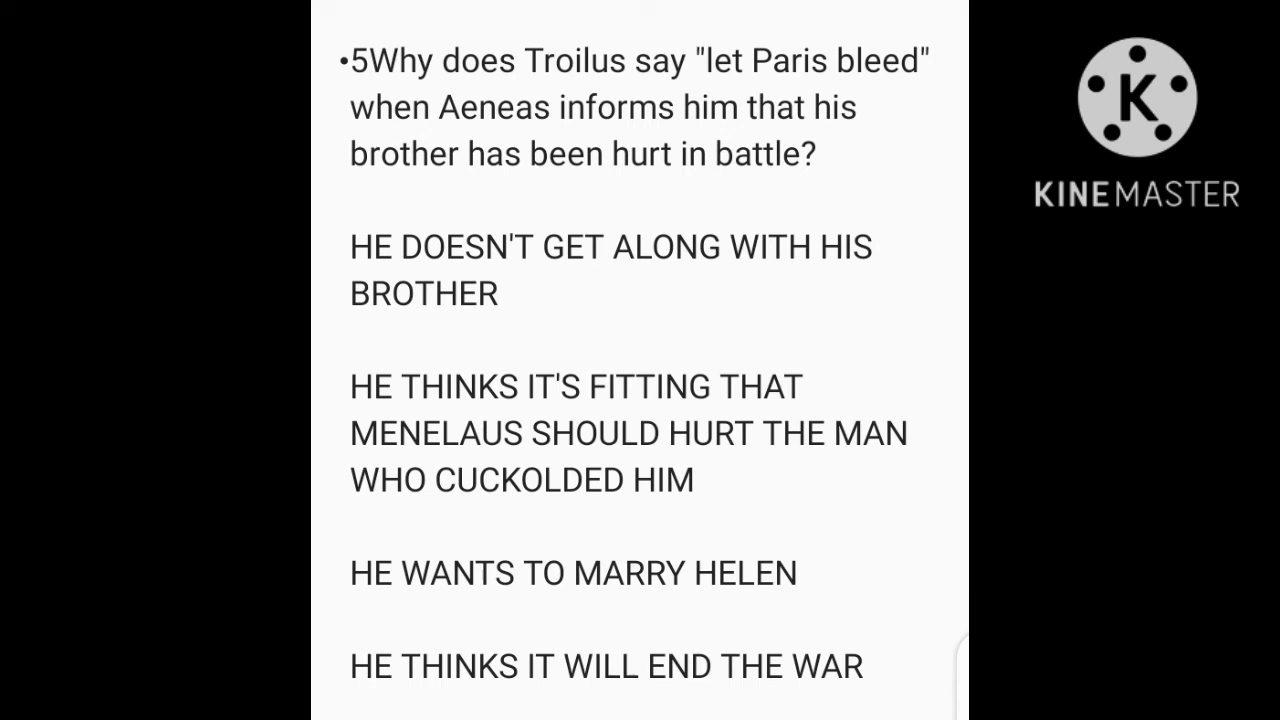 •5Why does Troilus say "let Paris bleed"
when Aeneas informs him that his
brother has been hurt in battle?
HE DOESN'T GET ALONG WITH HIS
BROTHER
HE THINKS IT'S FITTING THAT
MENELAUS SHOULD HURT THE MAN
WHO CUCKOLDED HIM
HE WANTS TO MARRY HELEN
HE THINKS IT WILL END THE WAR
K
KINEMASTER